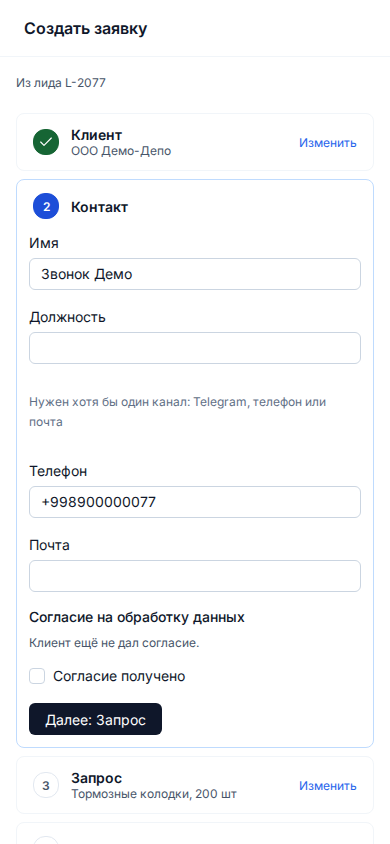 Создать заявку
Из лида L-2077
Клиент
ООО Демо-Депо
Изменить
2
Контакт
Имя
Звонок Демо
Должность
Нужен хотя бы один канал: Telegram, телефон или
почта
Телефон
+998900000077
Почта
Согласие на обработку данных
Клиент ещё не дал согласие.
Согласие получено
Далее: Запрос
3
Запрос
Тормозные колодки, 200 шт
Изменить